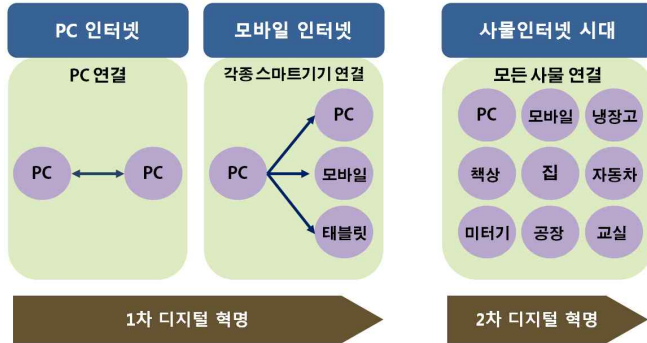 PC 인터넷
모바일 인터넷
사물인터넷 시대
PC 연결
각종 스마트기기 연결
모든 사물 연결
PC
PC
PC
PC
모바일
태블릿
PC
모바일
냉장고
책상
집
자동차
미터기
공장
교실
1차 디지털 혁명
2차 디지털 혁명